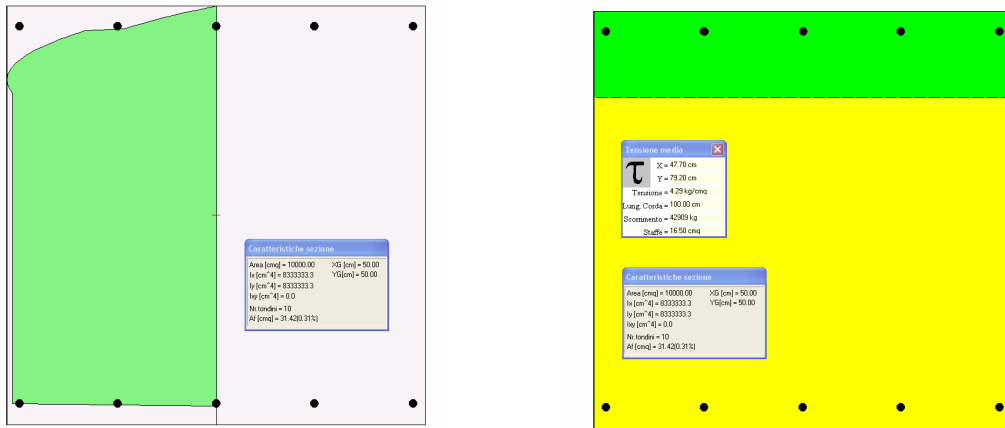 Caratteristiche sezione
Area [cmq] = 10000.00 XG [cm] = 50.00
Ix [cm^4] = 8333333.3 YG[cm] = 50.00
Iy [cm^4] = 8333333.3
Ixy [cm^4] = 0.0
Nr.tondini = 10
Af [cmq] = 31.42(0.31%)
Tensione media
τ
X = 47.70 cm
Y = 79.20 cm
Tensione = 4.29 kg/cmq
Lung. Corda = 100.00 cm
Scorrimento = 42909 kg
Staffe = 16.50 cmq
Caratteristiche sezione
Area [cmq] = 10000.00 XG [cm] = 50.00
Ix [cm^4] = 8333333.3 YG[cm] = 50.00
Iy [cm^4] = 8333333.3
Ixy [cm^4] = 0.0
Nr.tondini = 10
Af [cmq] = 31.42(0.31%)